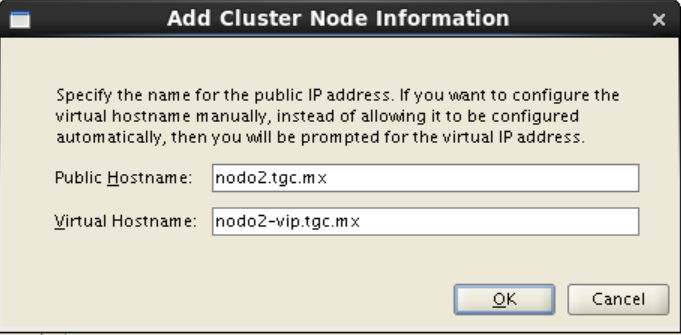 Add Cluster Node Information
Specify the name for the public IP address. If you want to configure the
virtual hostname manually, instead of allowing it to be configured
automatically, then you will be prompted for the virtual IP address.
Public Hostname: nodo2.tgc.mx
Virtual Hostname: nodo2-vip.tgc.mx
OK Cancel